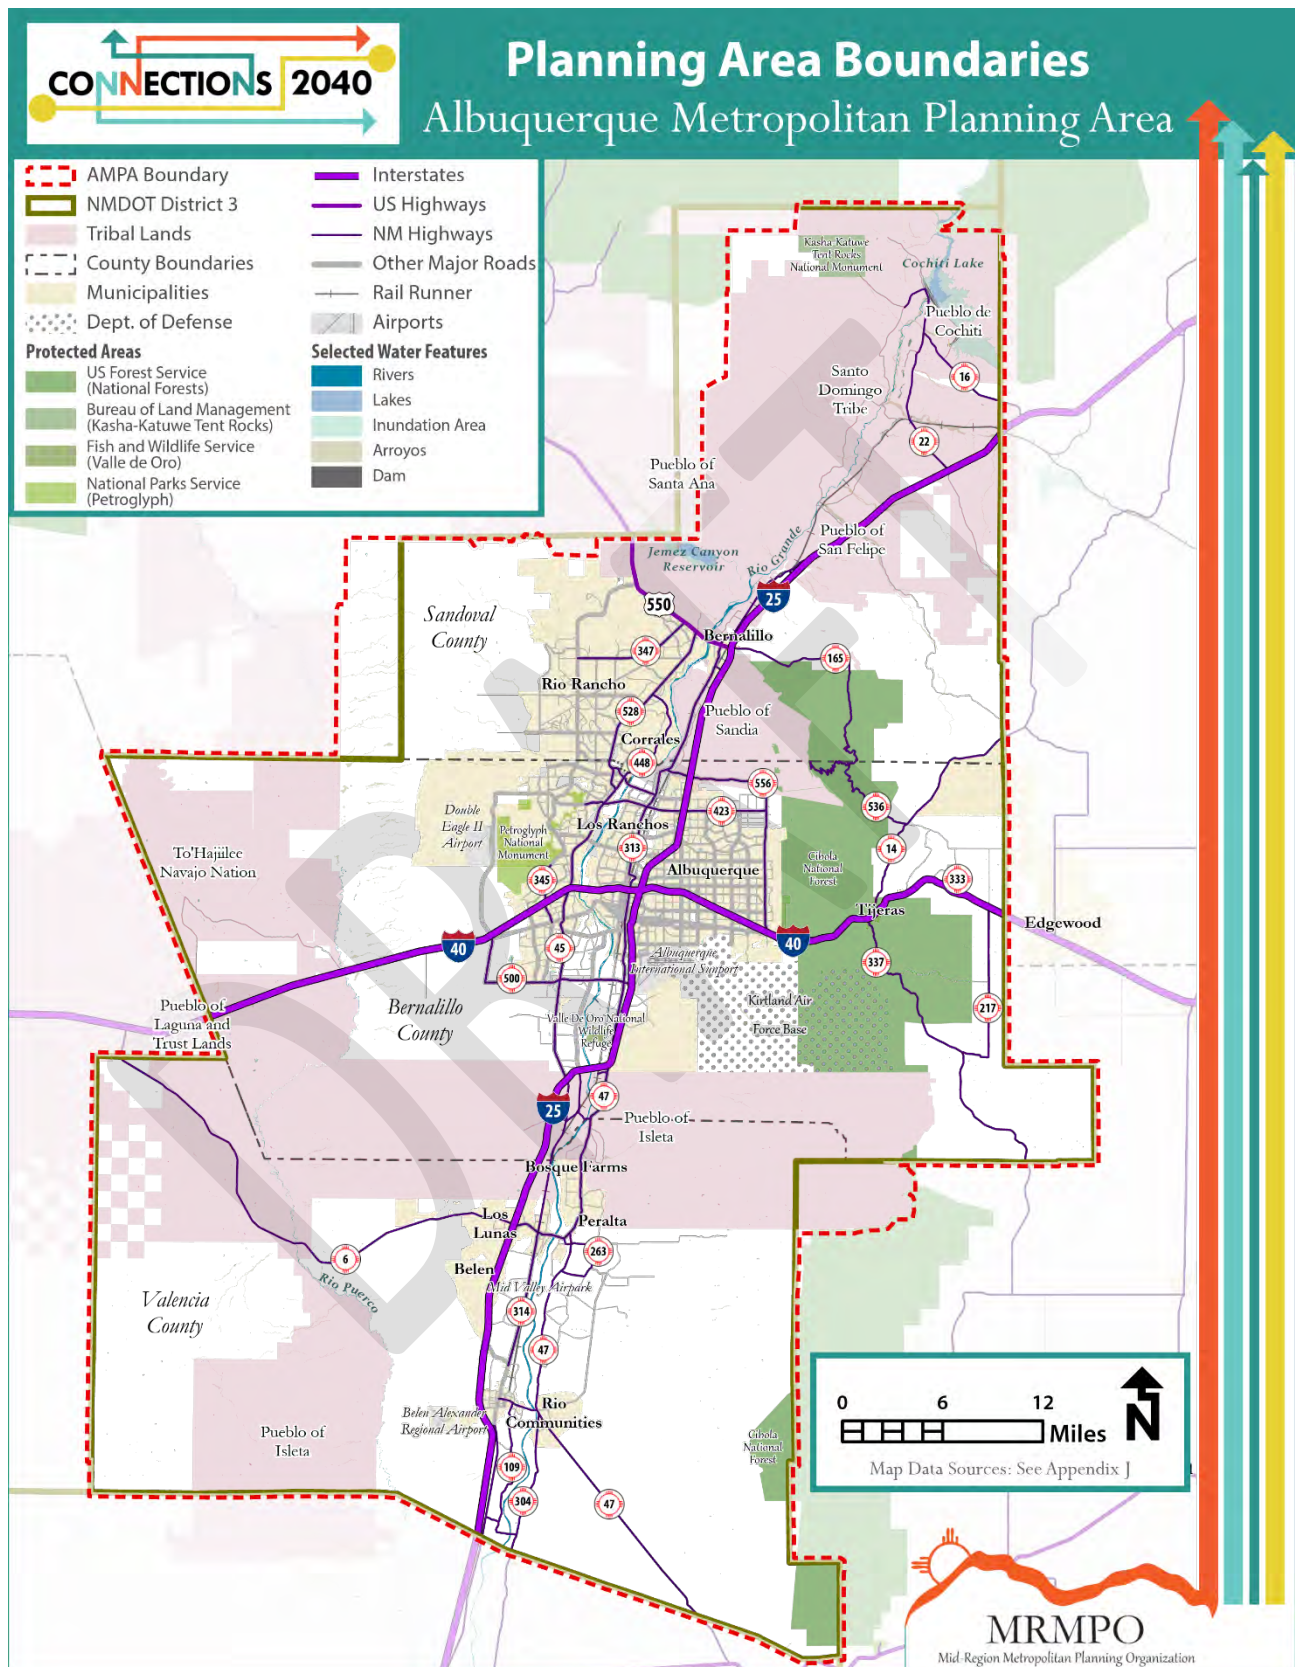 CONNECTIONS 2040
Planning Area Boundaries
Albuquerque Metropolitan Planning Area
AMPA Boundary
NMDOT District 3
Tribal Lands
County Boundaries
Municipalities
Dept. of Defense
Protected Areas
US Forest Service
(National Forests)
Bureau of Land Management
(Kasha-Katuwe Tent Rocks)
Fish and Wildlife Service
(Valle de Oro)
National Parks Service
(Petroglyph)
Interstates
US Highways
NM Highways
Other Major Roads
Rail Runner
Airports
Selected Water Features
Rivers
Lakes
Inundation Area
Arroyos
Dam
Kasha-Katuwe
Tent Rocks
National Monument
Cochiti Lake
Pueblo de
Cochiti
16
Santo
Domingo
Tribe
22
Pueblo of
Santa Ana
Pueblo of
San Felipe
Rio Grande
Jemez Canyon
Reservoir
25
550
Sandoval
County
Bernalillo
347
165
Rio Rancho
528
Pueblo of
Sandia
Corrales
448
556
Double
Eagle II
Airport
423
536
Petroglyph
National
Monument
Los Ranchos
313
14
To'Hajiilee
Navajo Nation
Albuquerque
Cibola
National
Forest
345
333
Tijeras
Edgewood
40
45
40
Albuquerque
International Sunport
337
500
Pueblo of
Laguna and
Trust Lands
Bernalillo
County
Kirtland Air
Force Base
217
Valle De Oro National
Wildlife
Refuge
25
47
Pueblo of
Isleta
Bosque Farms
Los
Lunas
Peralta
263
6
Belen
Rio Puerco
Mid Valley Airpark
Valencia
County
314
47
Rio
Communities
Belen Alexander
Regional Airport
Pueblo of
Isleta
Cibola
National
Forest
109
304
47
0 6 12
Miles
N
Map Data Sources: See Appendix J
MRMPO
Mid-Region Metropolitan Planning Organization
DRAFT